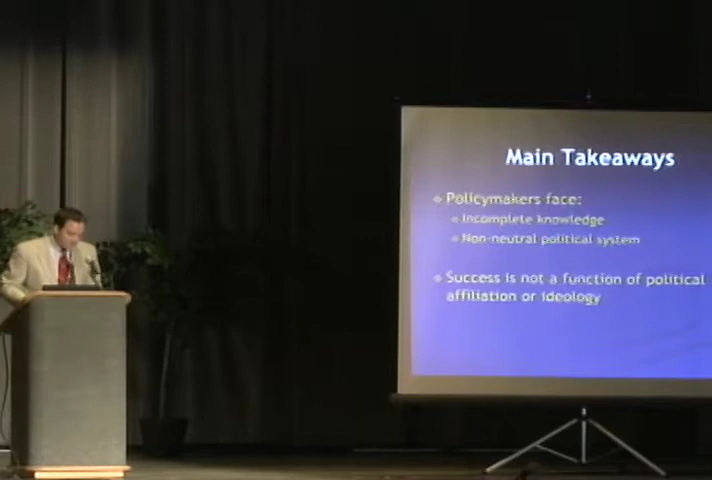 Main Takeaways
Policymakers face:
Incomplete knowledge
Non-neutral political system
Success is not a function of political
affiliation or ideology